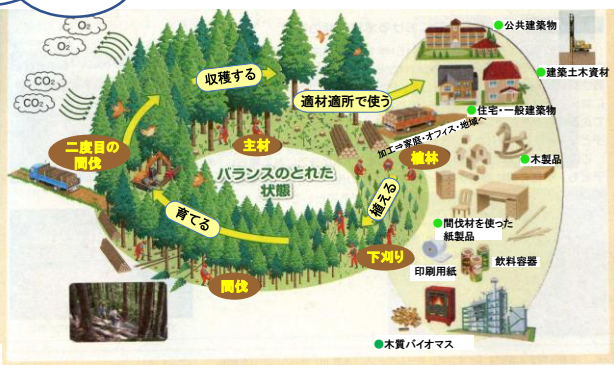 O₂
O₂
CO₂
CO₂
収穫する
適材適所で使う
二度目の
間伐
主材
バランスのとれた
状態
育てる
植える
植林
下刈り
間伐
加工⇒家庭・オフィス・地域へ
●公共建築物
●建築土木資材
●住宅・一般建築物
●木製品
●間伐材を使った
紙製品
印刷用紙
飲料容器
●木質バイオマス